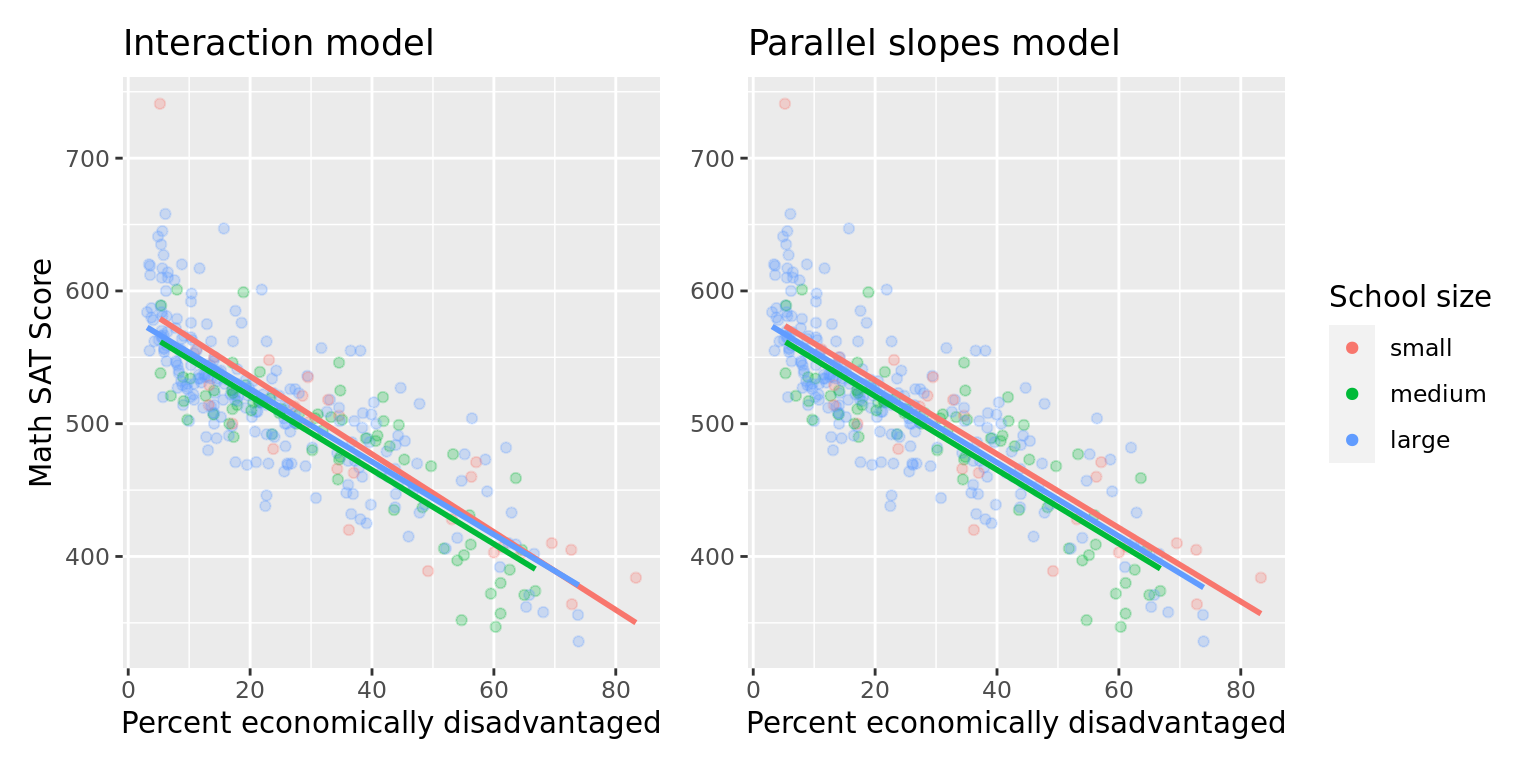 Interaction model
Parallel slopes model
Math SAT Score
700
600
500
400
0 20 40 60 80
Percent economically disadvantaged
700
600
500
400
0 20 40 60 80
Percent economically disadvantaged
School size
small
medium
large